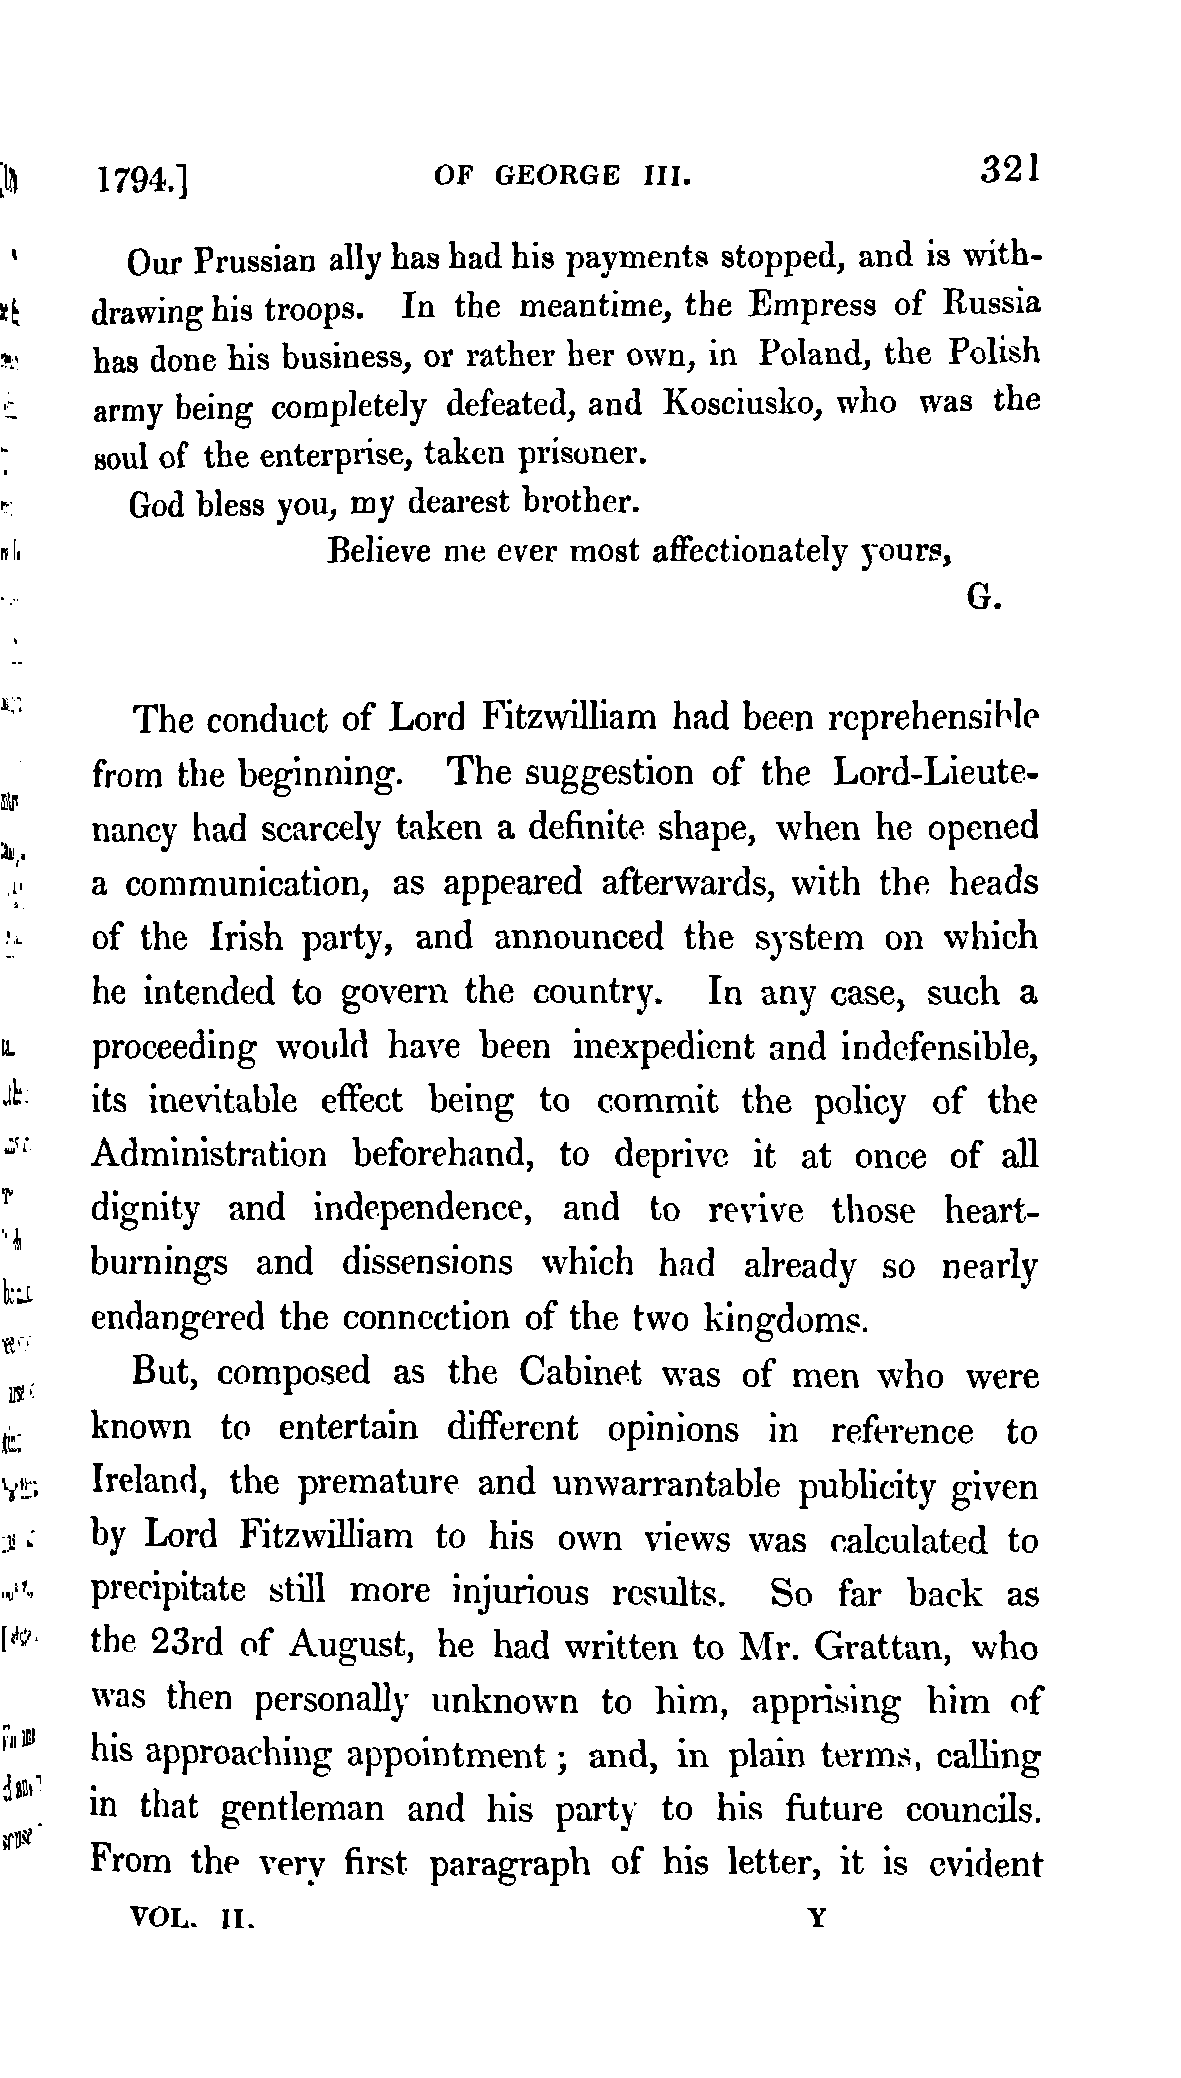 1794.] OF GEORGE III. 321
Our Prussian ally has had his payments stopped, and is with-
drawing his troops. In the meantime, the Empress of Russia
has done his business, or rather her own, in Poland, the Polish
army being completely defeated, and Kosciusko, who was the
soul of the enterprise, taken prisoner.
God bless you, my dearest brother.
Believe me ever most affectionately yours,
G.
The conduct of Lord Fitzwilliam had been reprehensible
from the beginning. The suggestion of the Lord-Lieute-
nancy had scarcely taken a definite shape, when he opened
a communication, as appeared afterwards, with the heads
of the Irish party, and announced the system on which
he intended to govern the country. In any case, such a
proceeding would have been inexpedient and indefensible,
its inevitable effect being to commit the policy of the
Administration beforehand, to deprive it at once of all
dignity and independence, and to revive those heart-
burnings and dissensions which had already so nearly
endangered the connection of the two kingdoms.
But, composed as the Cabinet was of men who were
known to entertain different opinions in reference to
Ireland, the premature and unwarrantable publicity given
by Lord Fitzwilliam to his own views was calculated to
precipitate still more injurious results. So far back as
the 23rd of August, he had written to Mr. Grattan, who
was then personally unknown to him, apprising him of
his approaching appointment ; and, in plain terms, calling
in that gentleman and his party to his future councils.
From the very first paragraph of his letter, it is evident
VOL. II. Y